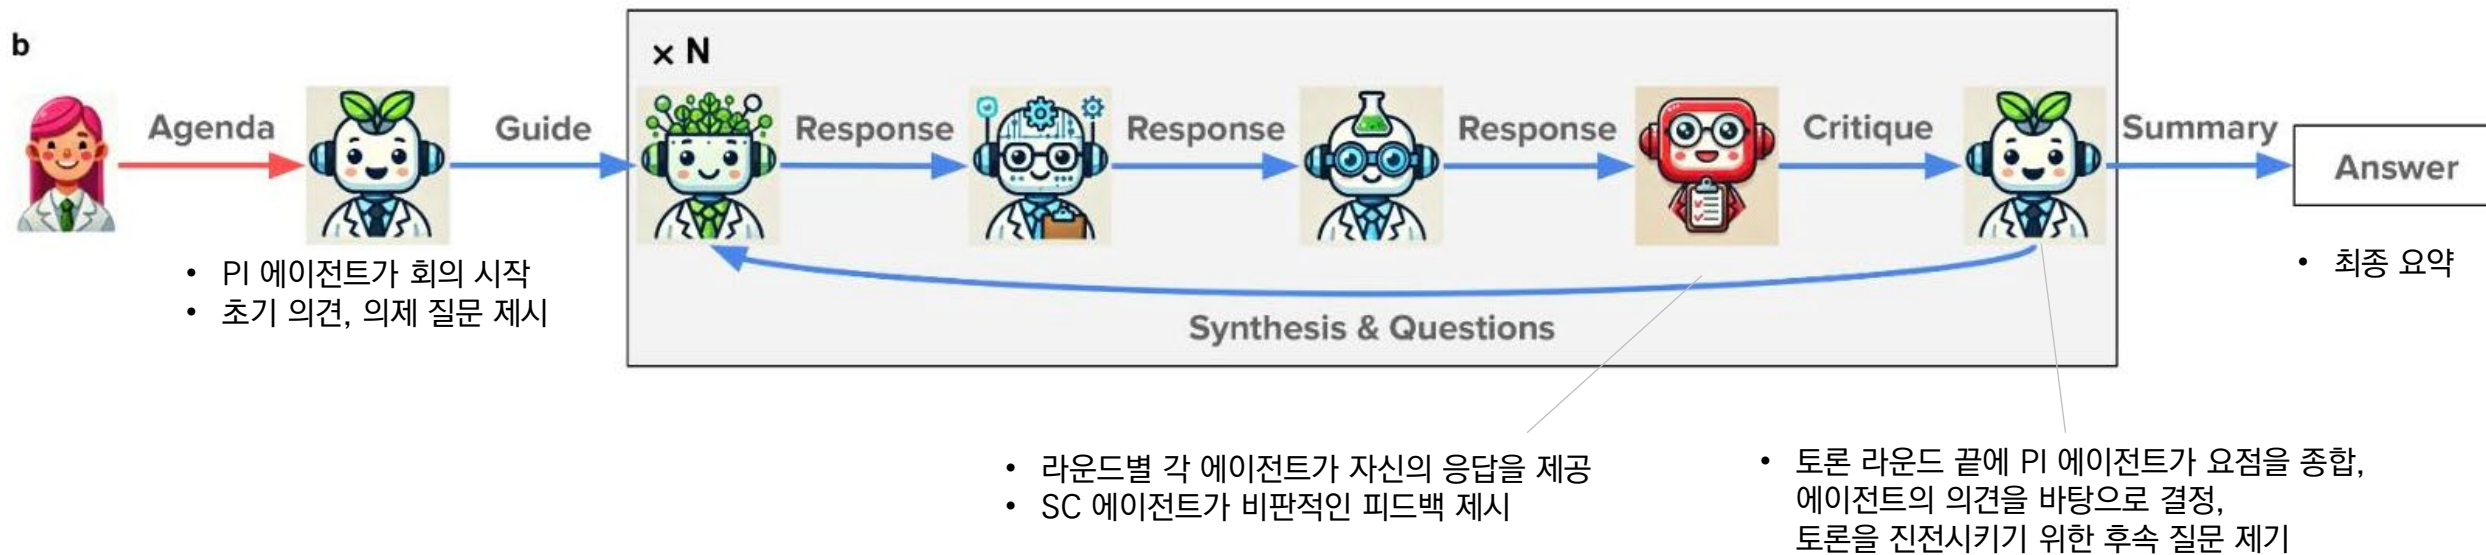 b
× N
Agenda
Guide
Response
Response
Response
Critique
Summary
Answer
• PI 에이전트가 회의 시작
• 초기 의견, 의제 질문 제시
• 최종 요약
Synthesis & Questions
• 라운드별 각 에이전트가 자신의 응답을 제공
• SC 에이전트가 비판적인 피드백 제시
• 토론 라운드 끝에 PI 에이전트가 요점을 종합,
에이전트의 의견을 바탕으로 결정,
토론을 진전시키기 위한 후속 질문 제기